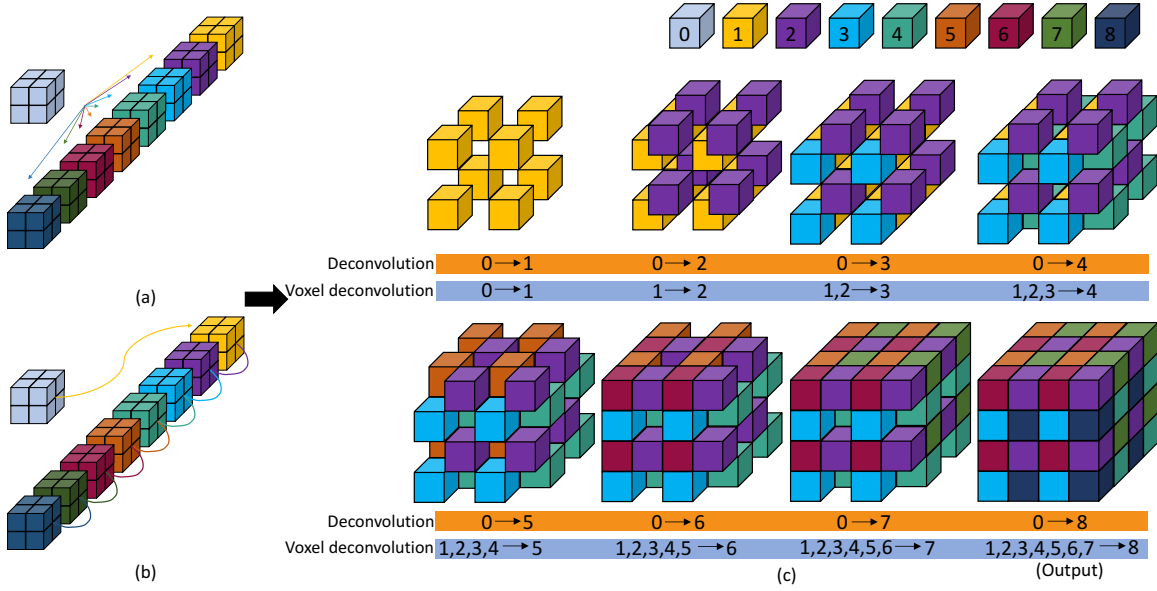 0 1 2 3 4 5 6 7 8
Deconvolution 0→1 0→2 0→3 0→4
Voxel deconvolution 0→1 1→2 1,2→3 1,2,3→4
(a)
Deconvolution 0→5 0→6 0→7 0→8
Voxel deconvolution 1,2,3,4→5 1,2,3,4,5→6 1,2,3,4,5,6→7 1,2,3,4,5,6,7→8
(b) (c) (Output)